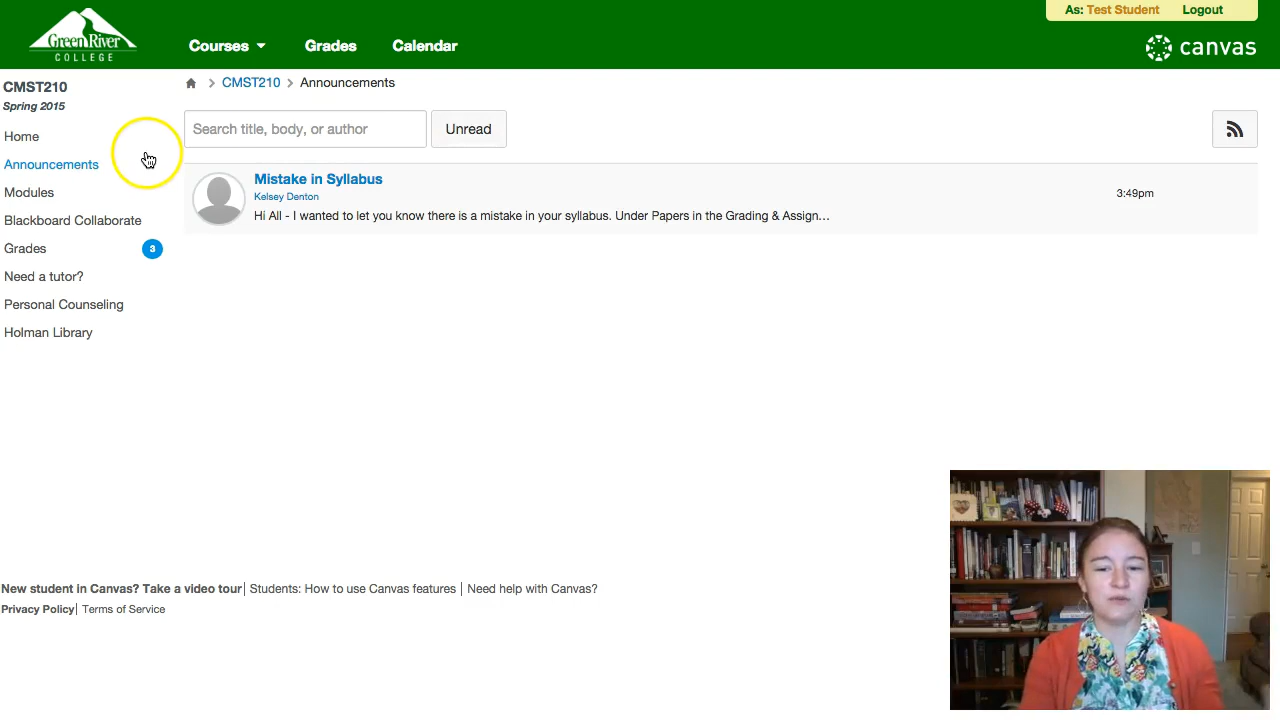 As: Test Student Logout
Green River
COLLEGE
Courses Grades Calendar
canvas
CMST210
Spring 2015
Home
Announcements
Modules
Blackboard Collaborate
Grades 3
Need a tutor?
Personal Counseling
Holman Library
CMST210 > Announcements
Search title, body, or author Unread
Mistake in Syllabus
Kelsey Denton
Hi All - I wanted to let you know there is a mistake in your syllabus. Under Papers in the Grading & Assign...
3:49pm
New student in Canvas? Take a video tour| Students: How to use Canvas features | Need help with Canvas?
Privacy Policy| Terms of Service